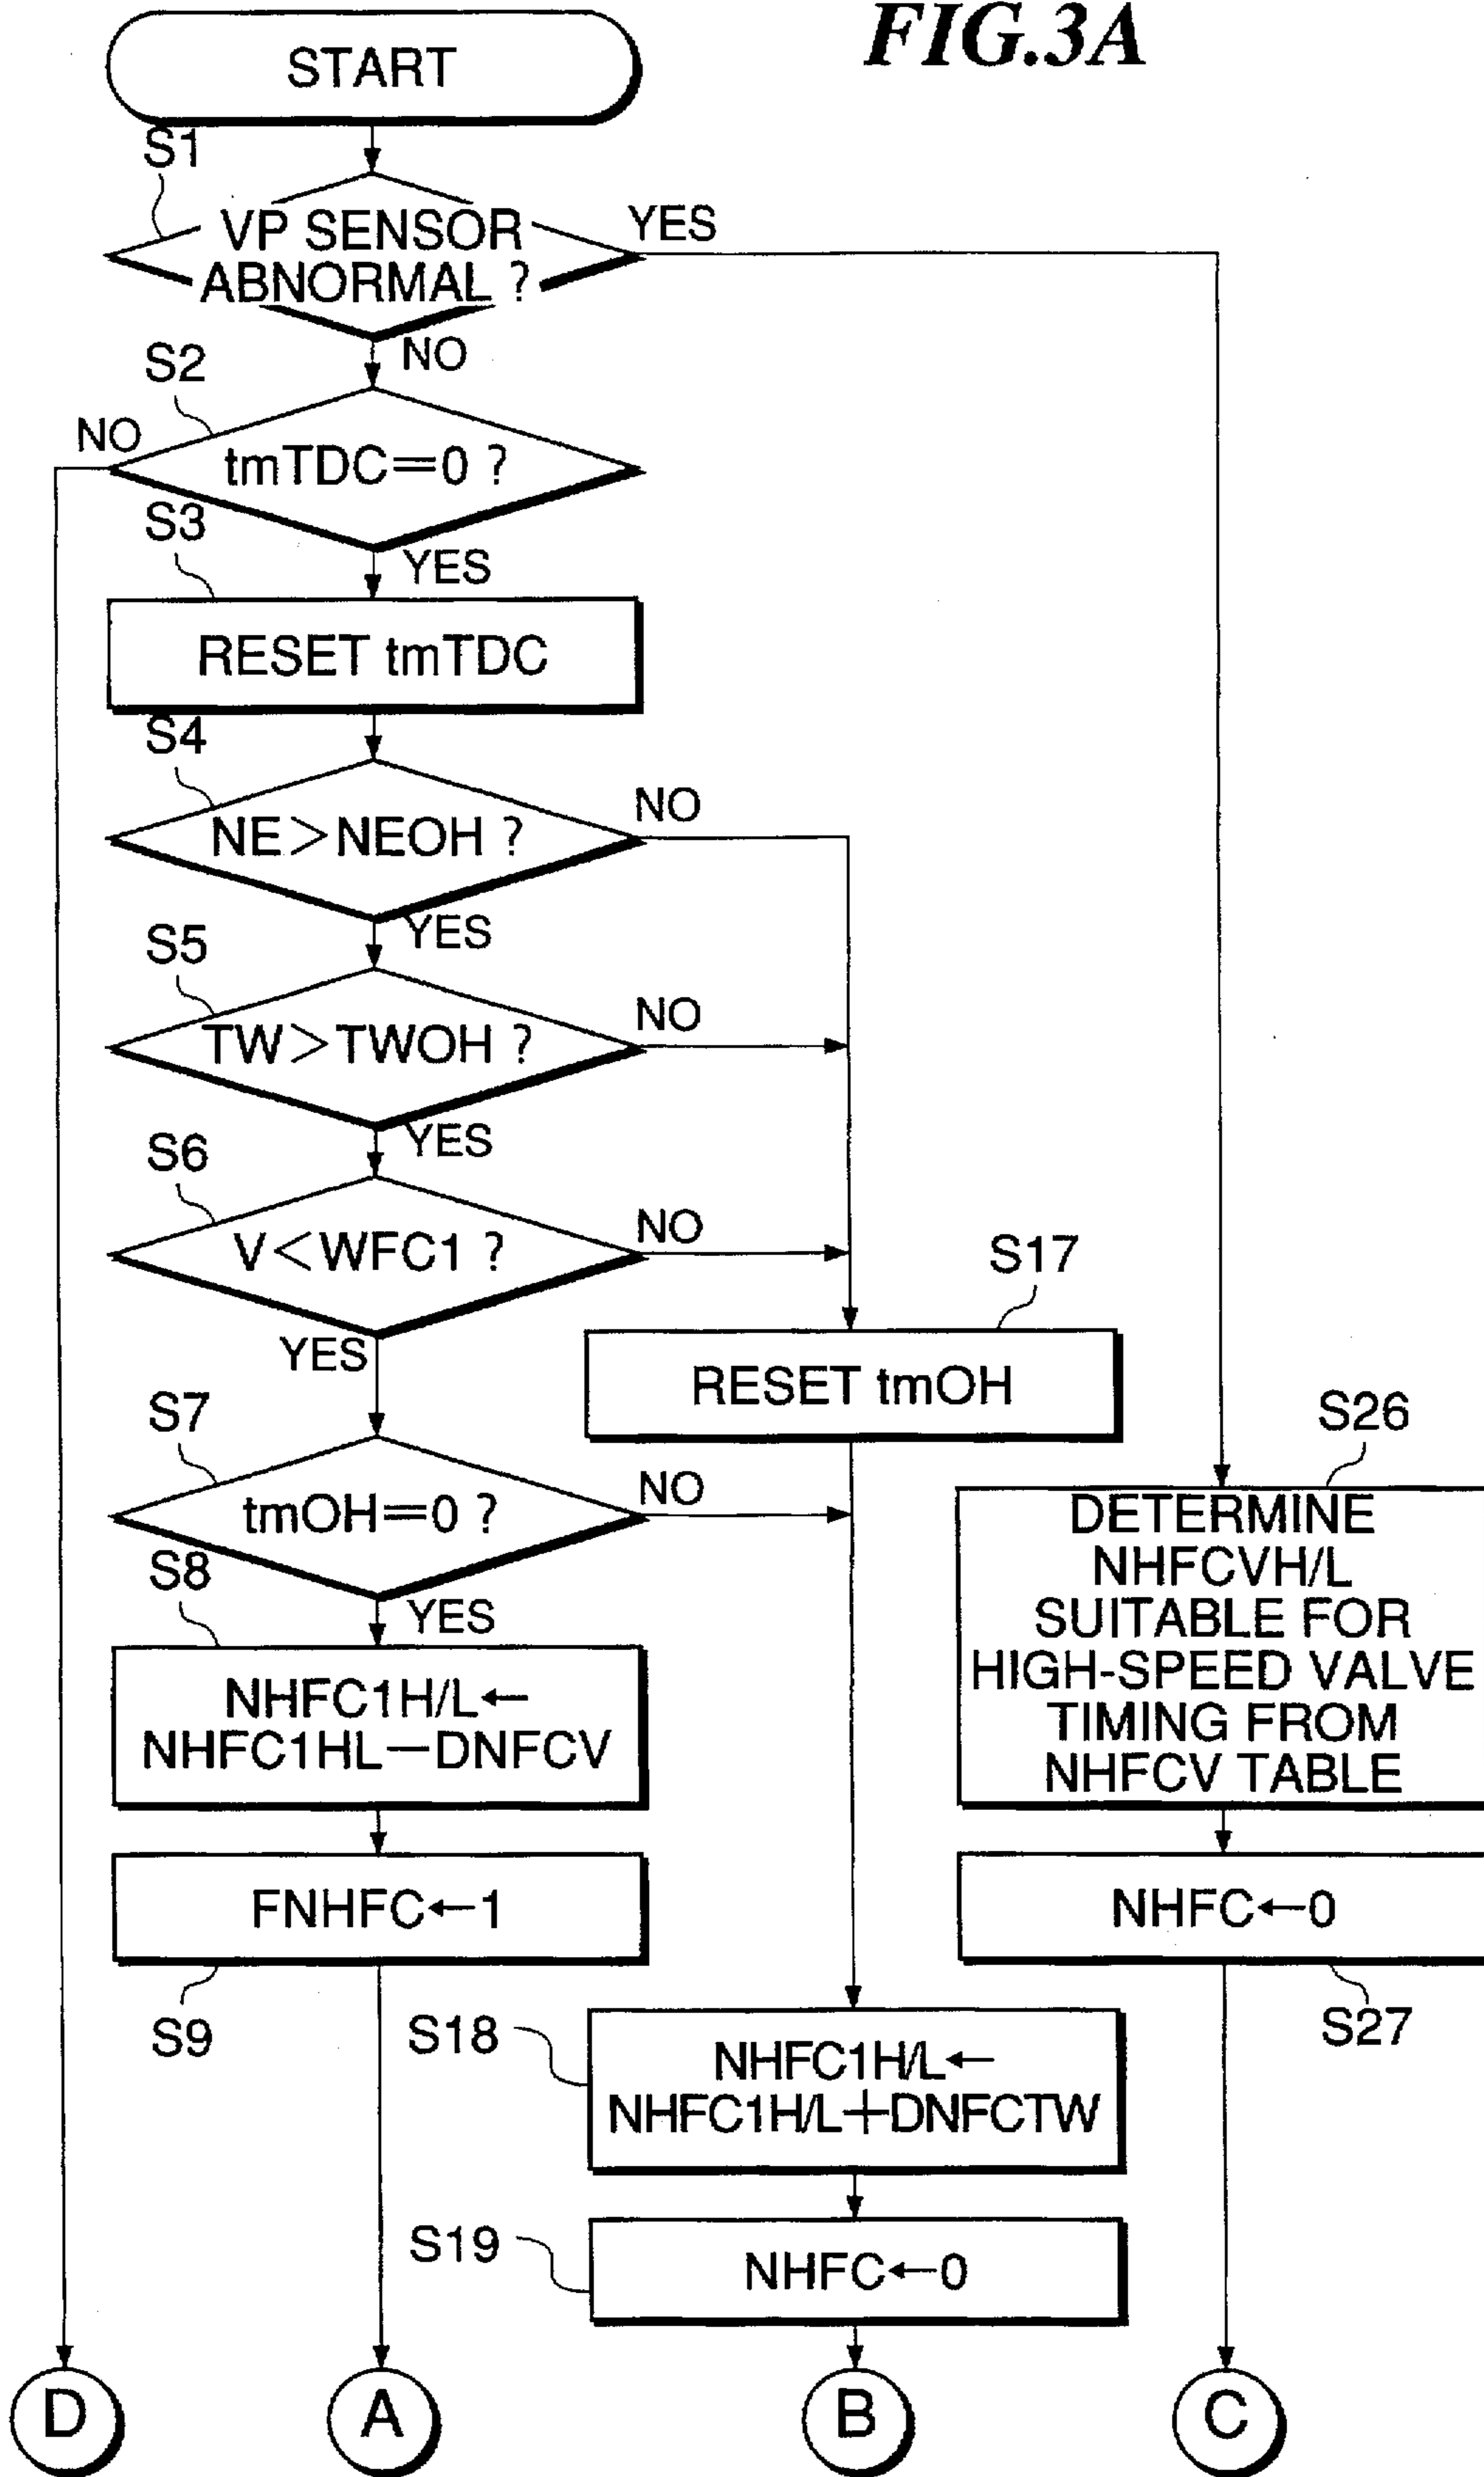 FIG.3A
START
S1
VP SENSOR
ABNORMAL ?
YES
NO
S2
NO
tmTDC=0 ?
S3
YES
RESET tmTDC
S4
NO
NE>NEOH ?
YES
S5
NO
TW>TWOH ?
YES
S6
NO
V<WFC1 ?
YES
S17
RESET tmOH
S7
NO
tmOH=0 ?
S26
DETERMINE
NHFCVH/L
SUITABLE FOR
HIGH-SPEED VALVE
TIMING FROM
NHFCV TABLE
S8
YES
NHFC1H/L←
NHFC1HL−DNFCV
FNHFC←1
S9
NHFC←0
S27
S18
NHFC1H/L←
NHFC1H/L+DNFCTW
S19
NHFC←0
D
A
B
C